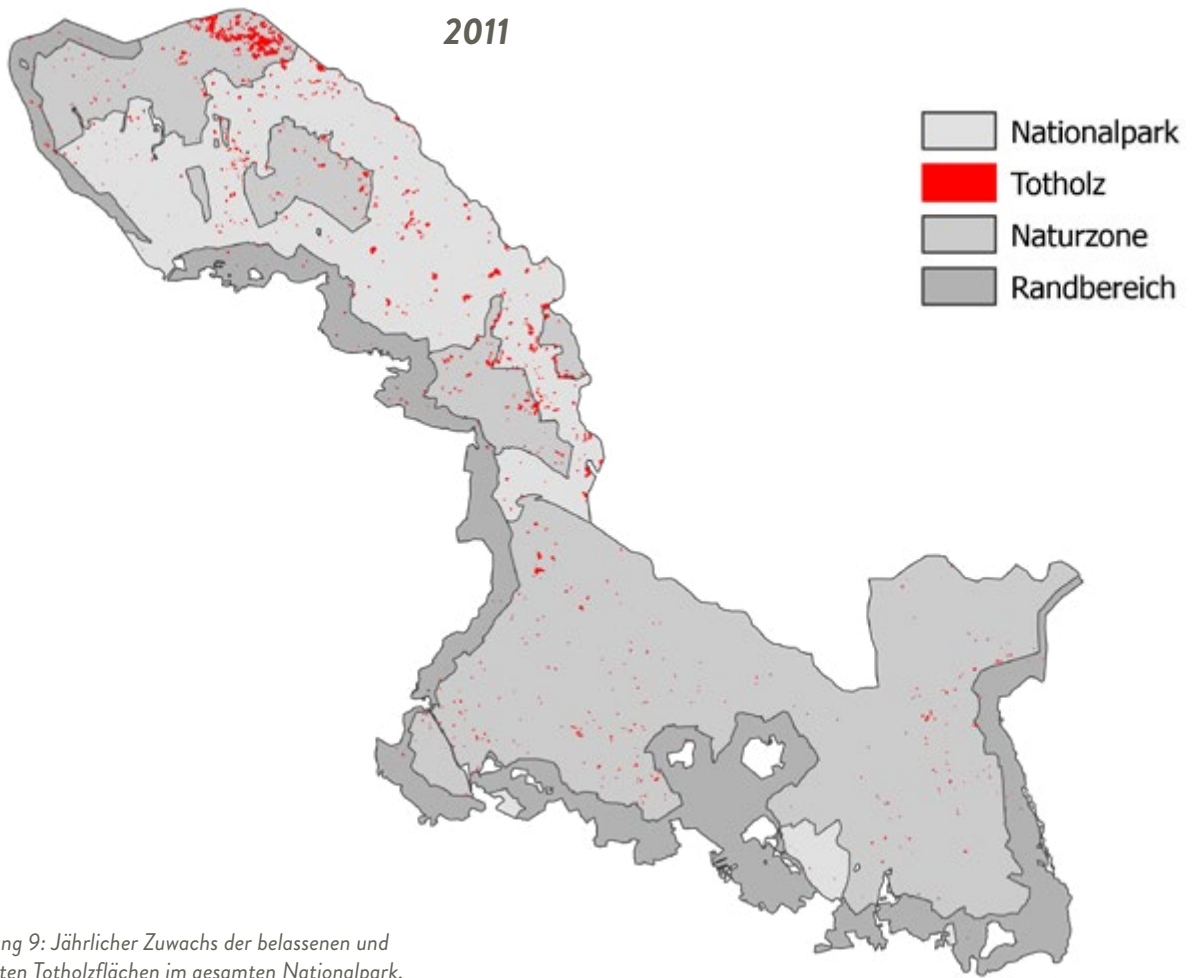 2011
Nationalpark
Totholz
Naturzone
Randbereich
ng 9: Jährlicher Zuwachs der belassenen und
ten Totholzflächen im gesamten Nationalpark.